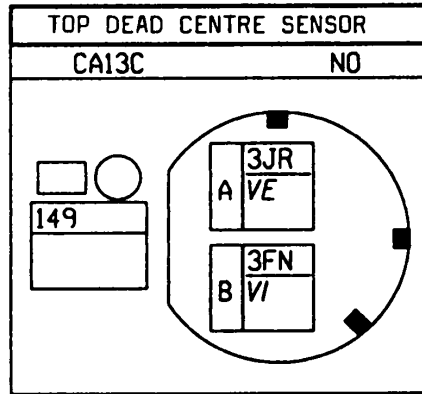 TOP DEAD CENTRE SENSOR
CA13C NO
149
A
3JR
VE
B
3FN
VI